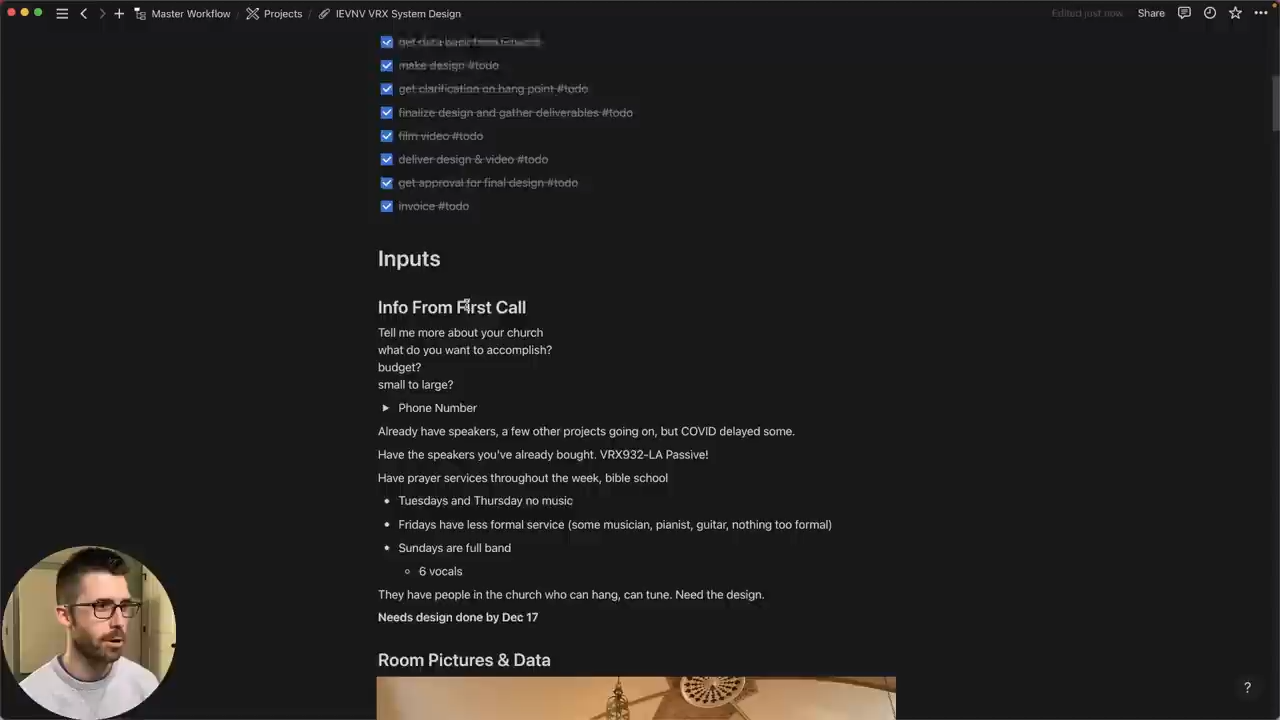 Master Workflow / Projects / IEVNV VRX System Design
Edited just now
Share
make design #todo
get clarification on hang point #todo
finalize design and gather deliverables #todo
film video #todo
deliver design & video #todo
get approval for final design #todo
invoice #todo
Inputs
Info From First Call
Tell me more about your church
what do you want to accomplish?
budget?
small to large?
Phone Number
Already have speakers, a few other projects going on, but COVID delayed some.
Have the speakers you've already bought. VRX932-LA Passive!
Have prayer services throughout the week, bible school
Tuesdays and Thursday no music
Fridays have less formal service (some musician, pianist, guitar, nothing too formal)
Sundays are full band
6 vocals
They have people in the church who can hang, can tune. Need the design.
Needs design done by Dec 17
Room Pictures & Data
?